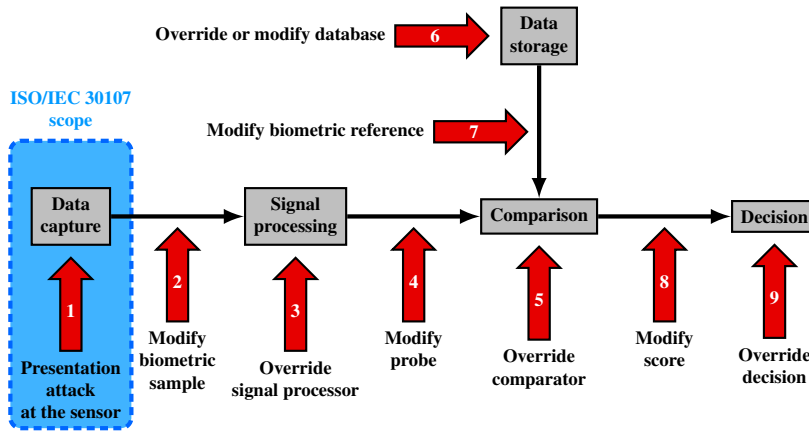 Override or modify database
6
Data
storage
ISO/IEC 30107
scope
Modify biometric reference
7
Data
capture
Signal
processing
Comparison
Decision
1
2
3
4
5
8
9
Presentation
attack
at the sensor
Modify
biometric
sample
Override
signal processor
Modify
probe
Override
comparator
Modify
score
Override
decision